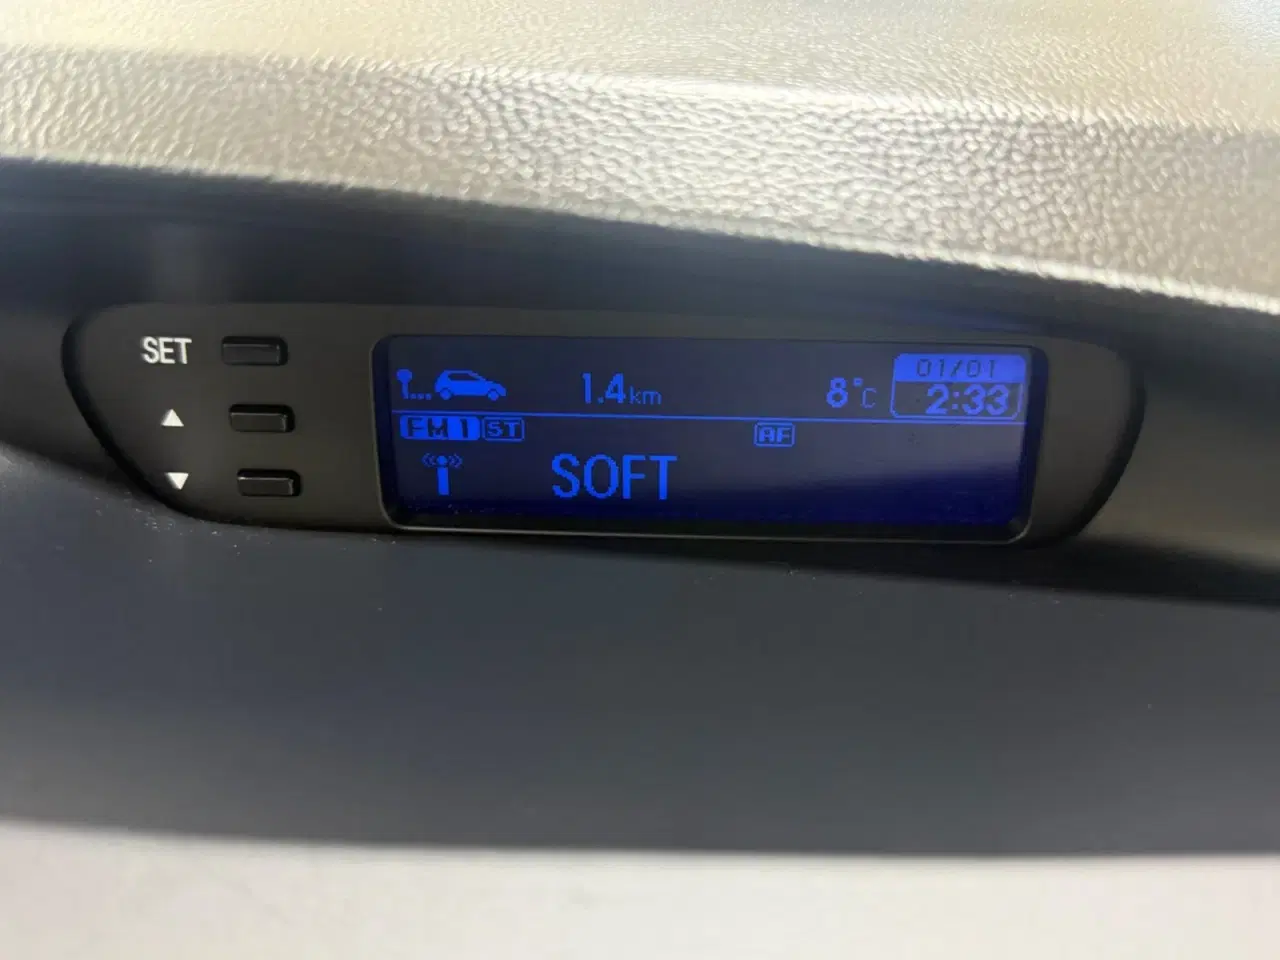 SET
1.4km
8°C
01/01
2:33
FM1 ST
AF
SOFT